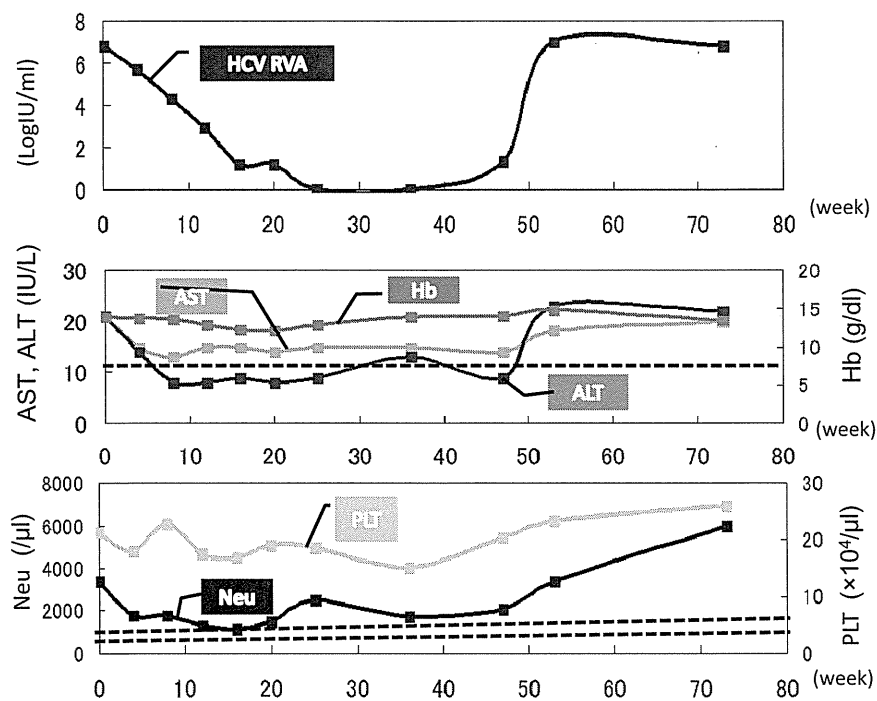 8
6
4
2
0
(LogIU/ml)
HCV RVA
0 10 20 30 40 50 60 70 80
(week)
AST, ALT (IU/L)
30
20
10
0
AST
Hb
ALT
20
15
10
5
0
Hb (g/dl)
0 10 20 30 40 50 60 70 80
(week)
Neu (/μl)
8000
6000
4000
2000
0
PLT
Neu
30
20
10
0
PLT (×10⁴/μl)
0 10 20 30 40 50 60 70 80
(week)